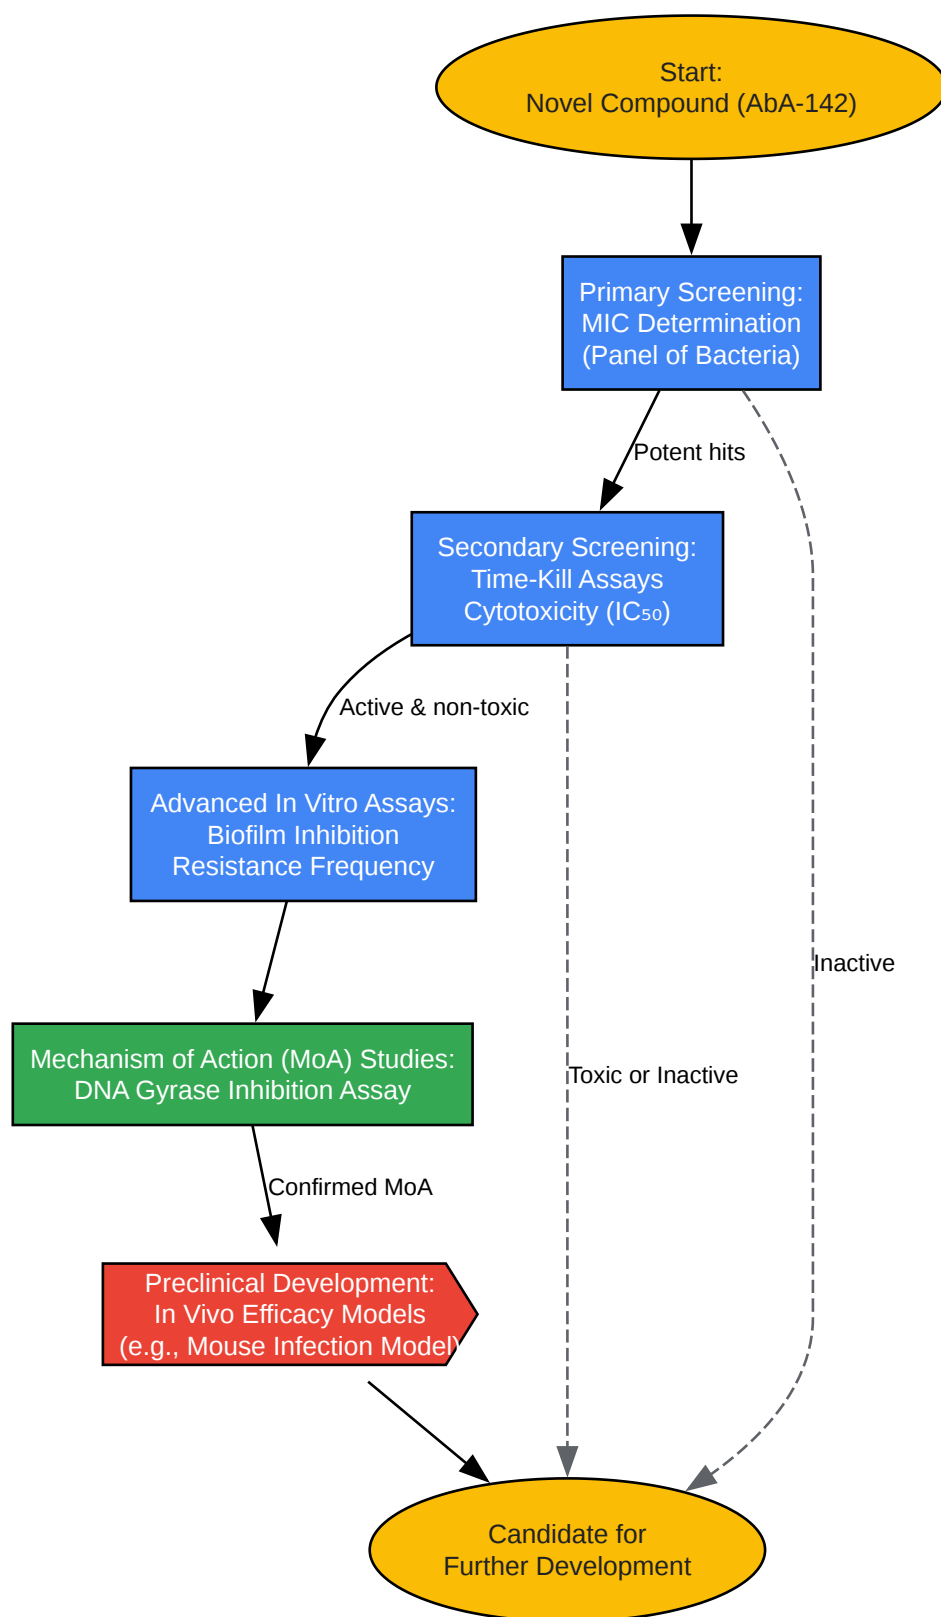 Start:
Novel Compound (AbA-142)
Primary Screening:
MIC Determination
(Panel of Bacteria)
Potent hits
Secondary Screening:
Time-Kill Assays
Cytotoxicity (IC₅₀)
Active & non-toxic
Advanced In Vitro Assays:
Biofilm Inhibition
Resistance Frequency
Inactive
Mechanism of Action (MoA) Studies:
DNA Gyrase Inhibition Assay
Toxic or Inactive
Confirmed MoA
Preclinical Development:
In Vivo Efficacy Models
(e.g., Mouse Infection Model)
Candidate for
Further Development